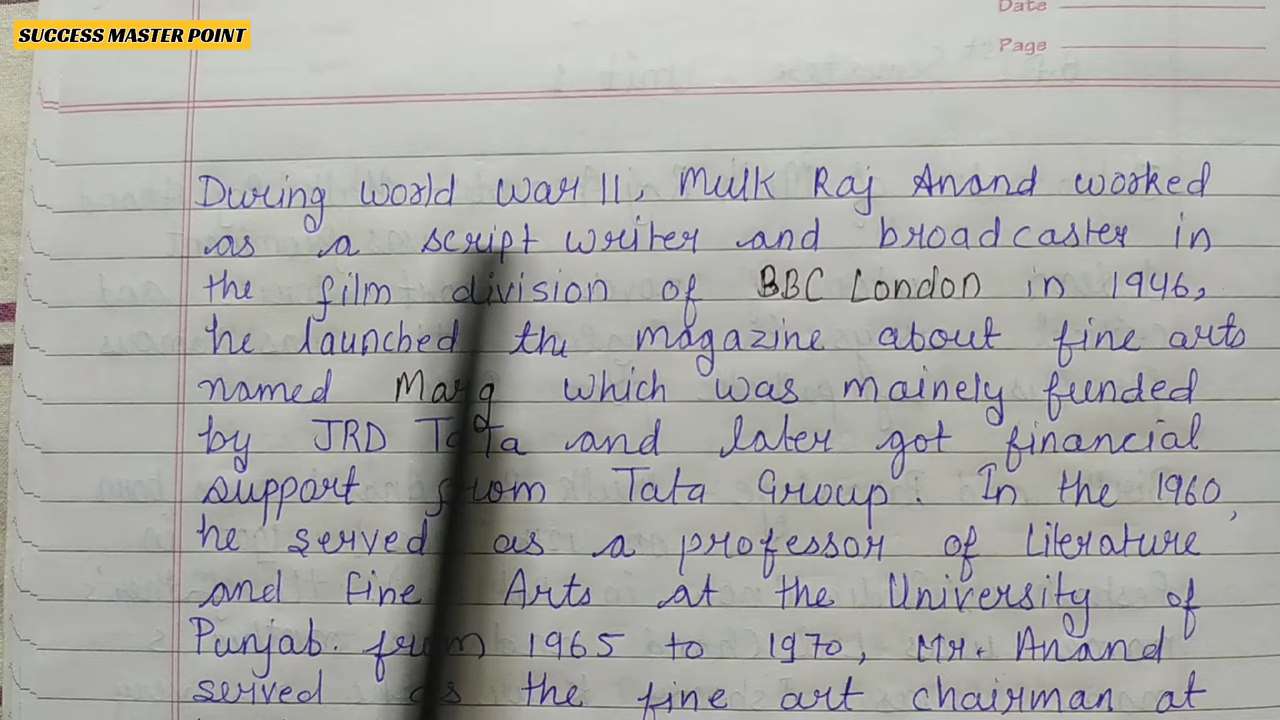 SUCCESS MASTER POINT
Date
Page
During World War II, Mulk Raj Anand worked
as a script writer and broadcaster in
the film division of BBC London in 1946,
he launched the magazine about fine arts
named Marg which was mainely funded
by JRD Tata and later got financial
support from Tata Group. In the 1960,
he served as a professor of Literature
and Fine Arts at the University of
Punjab. from 1965 to 1970, Mr. Anand
served as the fine art chairman at